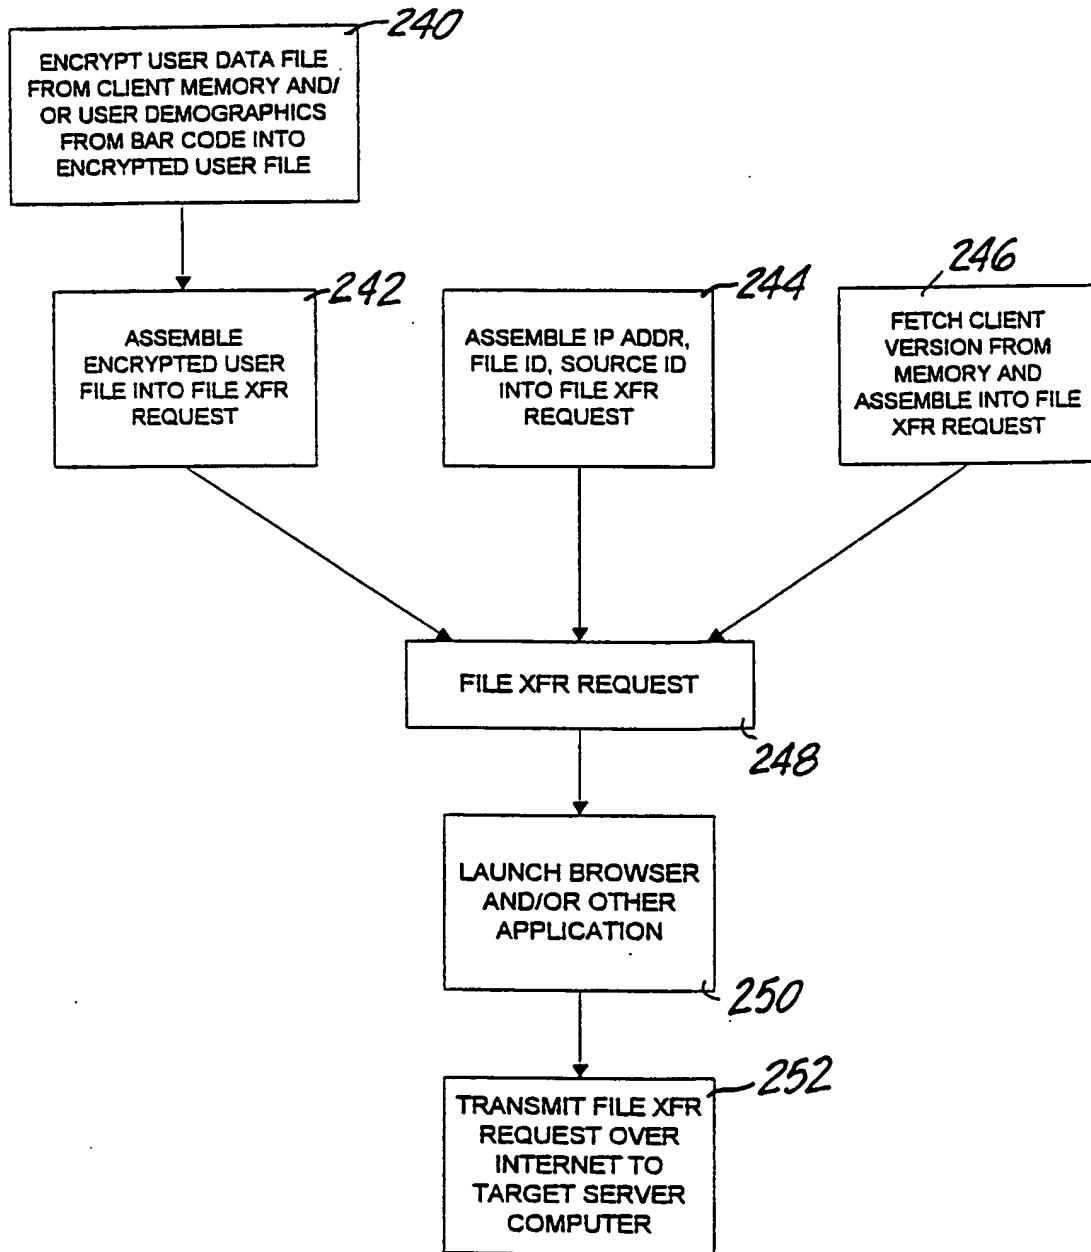 240
ENCRYPT USER DATA FILE
FROM CLIENT MEMORY AND/
OR USER DEMOGRAPHICS
FROM BAR CODE INTO
ENCRYPTED USER FILE
242
ASSEMBLE
ENCRYPTED USER
FILE INTO FILE XFR
REQUEST
244
ASSEMBLE IP ADDR,
FILE ID, SOURCE ID
INTO FILE XFR
REQUEST
246
FETCH CLIENT
VERSION FROM
MEMORY AND
ASSEMBLE INTO FILE
XFR REQUEST
FILE XFR REQUEST
248
LAUNCH BROWSER
AND/OR OTHER
APPLICATION
250
252
TRANSMIT FILE XFR
REQUEST OVER
INTERNET TO
TARGET SERVER
COMPUTER